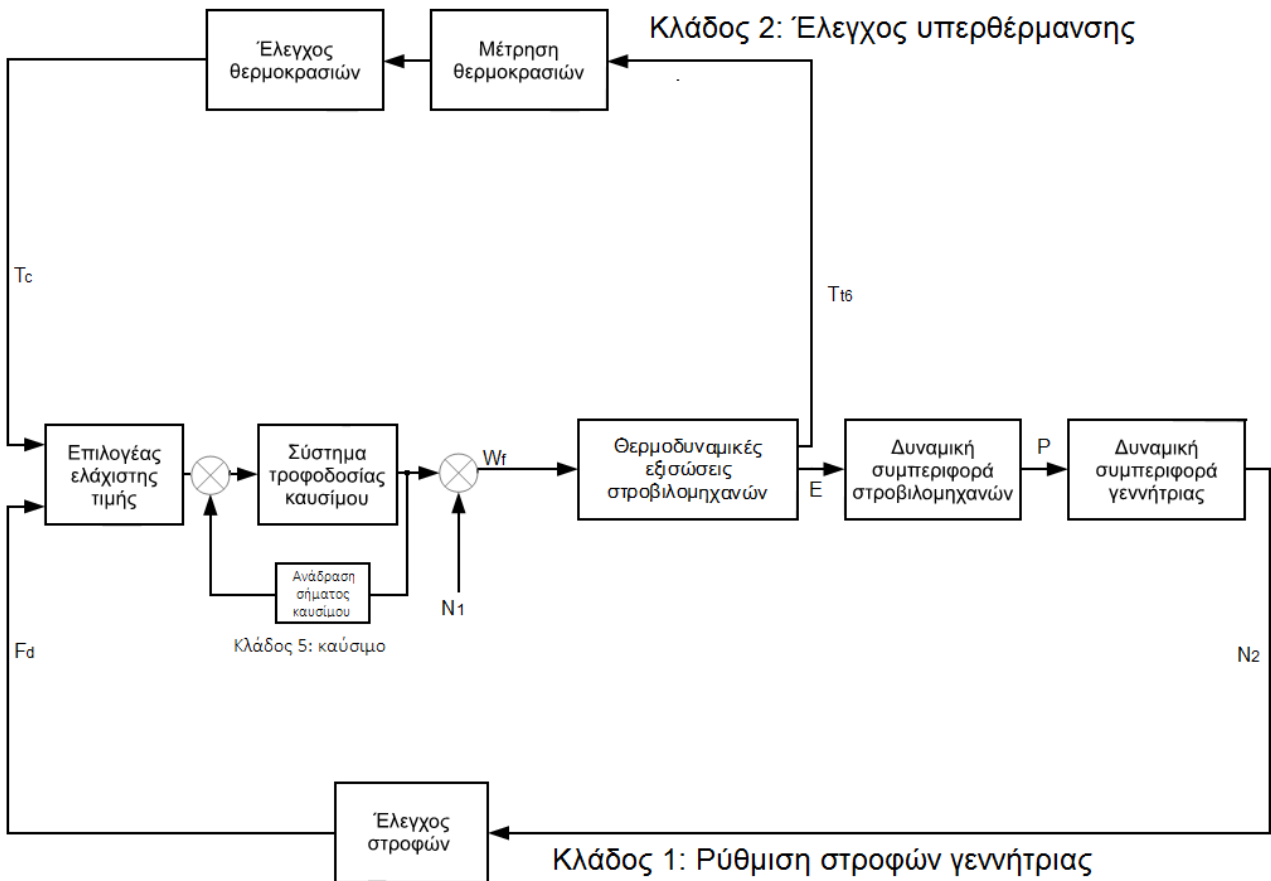 Κλάδος 2: Έλεγχος υπερθέρμανσης
Έλεγχος
θερμοκρασιών
Μέτρηση
θερμοκρασιών
Tc
Tt6
Επιλογέας
ελάχιστης
τιμής
Σύστημα
τροφοδοσίας
καυσίμου
Wf
Θερμοδυναμικές
εξισώσεις
στροβιλομηχανών
E
Δυναμική
συμπεριφορά
στροβιλομηχανών
P
Δυναμική
συμπεριφορά
γεννήτριας
Ανάδραση
σήματος
καυσίμου
N1
Κλάδος 5: καύσιμο
Fd
N2
Έλεγχος
στροφών
Κλάδος 1: Ρύθμιση στροφών γεννήτριας